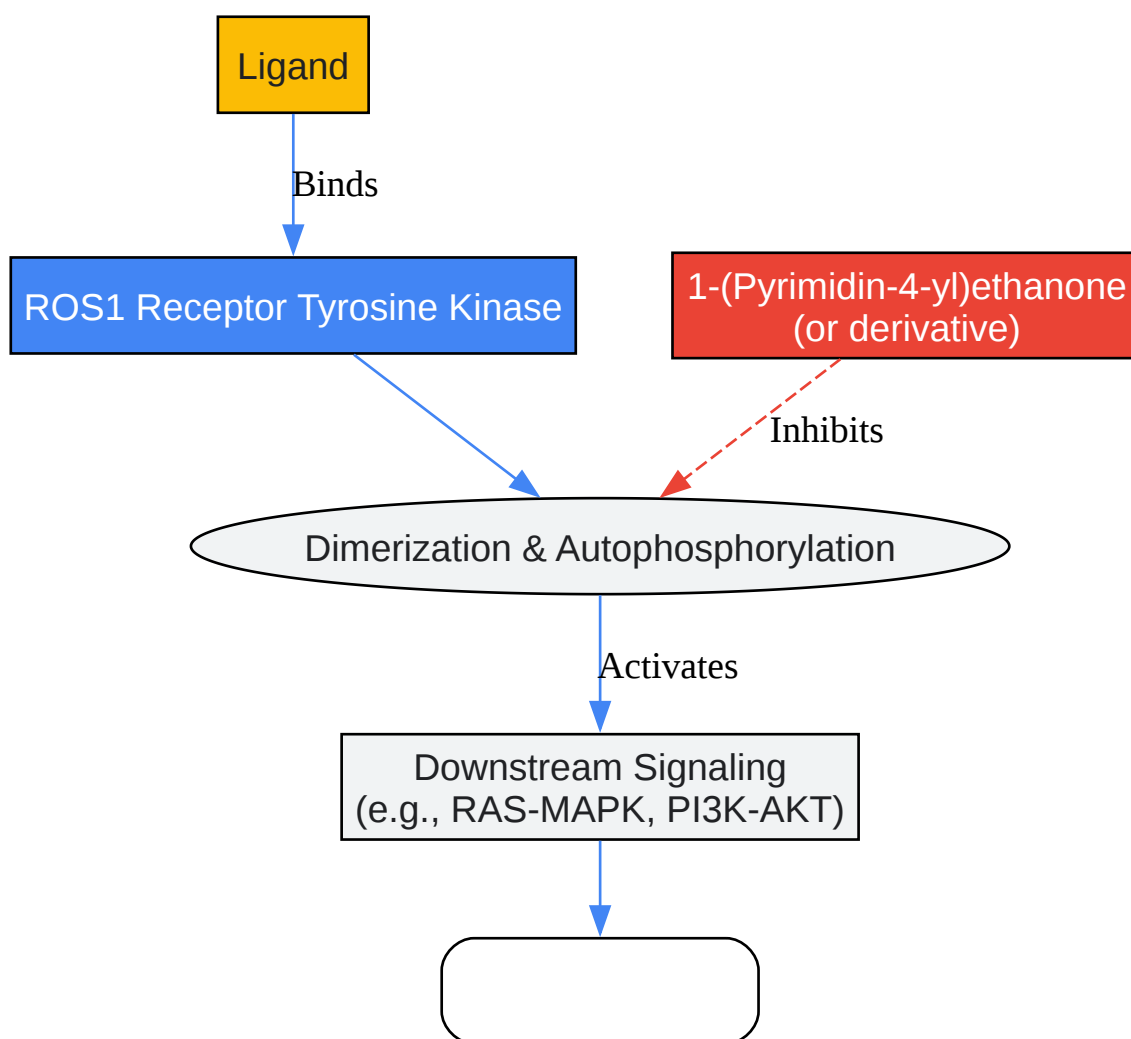 Ligand
Binds
ROS1 Receptor Tyrosine Kinase
1-(Pyrimidin-4-yl)ethanone
(or derivative)
Inhibits
Dimerization & Autophosphorylation
Activates
Downstream Signaling
(e.g., RAS-MAPK, PI3K-AKT)